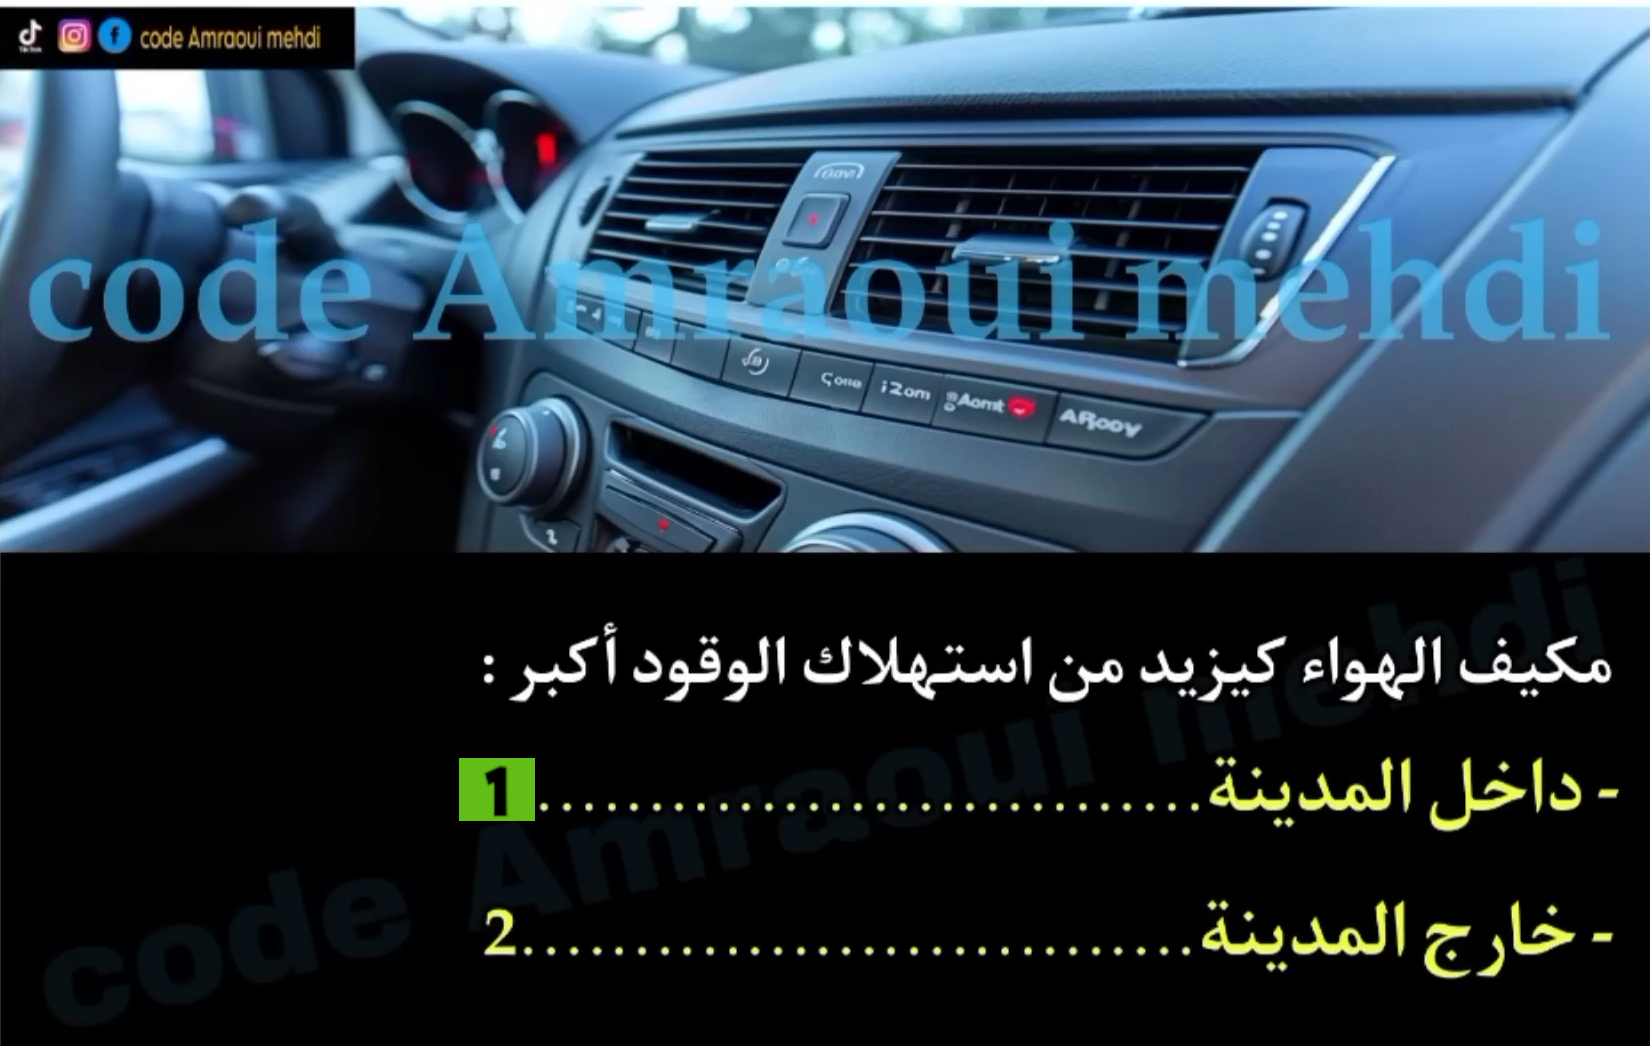 code Amraoui mehdi
code Amraoui mehdi
مكيف الهواء كيزيد من استهلاك الوقود أكبر :
- داخل المدينة..............................1
- خارج المدينة..............................2
code Amraoui mehdi